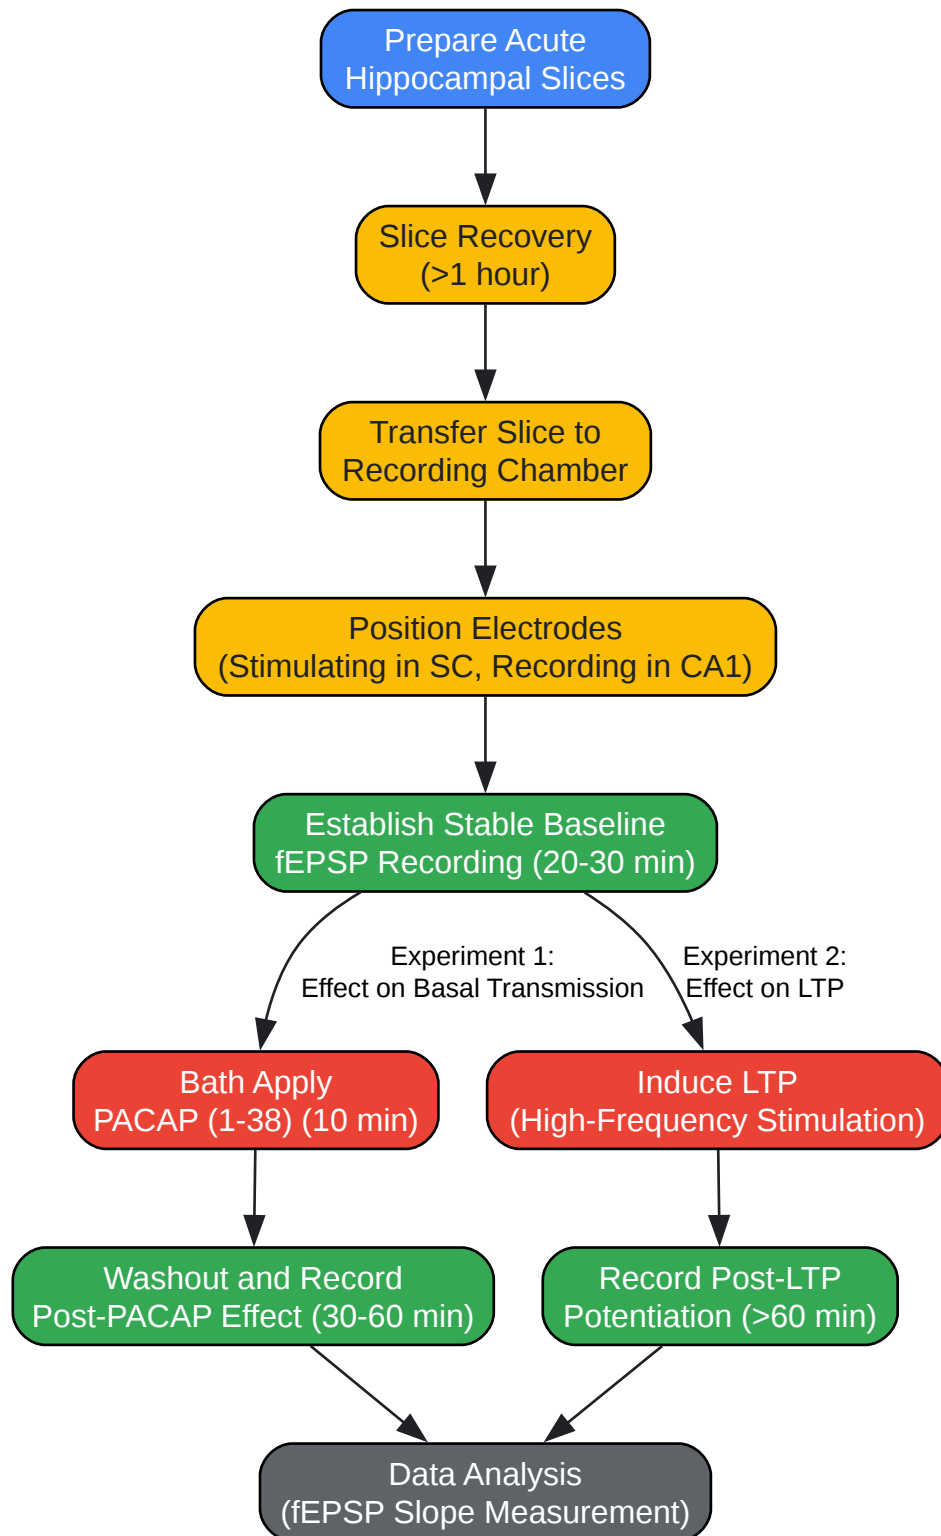 Prepare Acute
Hippocampal Slices
Slice Recovery
(>1 hour)
Transfer Slice to
Recording Chamber
Position Electrodes
(Stimulating in SC, Recording in CA1)
Establish Stable Baseline
fEPSP Recording (20-30 min)
Experiment 1:
Effect on Basal Transmission
Experiment 2:
Effect on LTP
Bath Apply
PACAP (1-38) (10 min)
Induce LTP
(High-Frequency Stimulation)
Washout and Record
Post-PACAP Effect (30-60 min)
Record Post-LTP
Potentiation (>60 min)
Data Analysis
(fEPSP Slope Measurement)